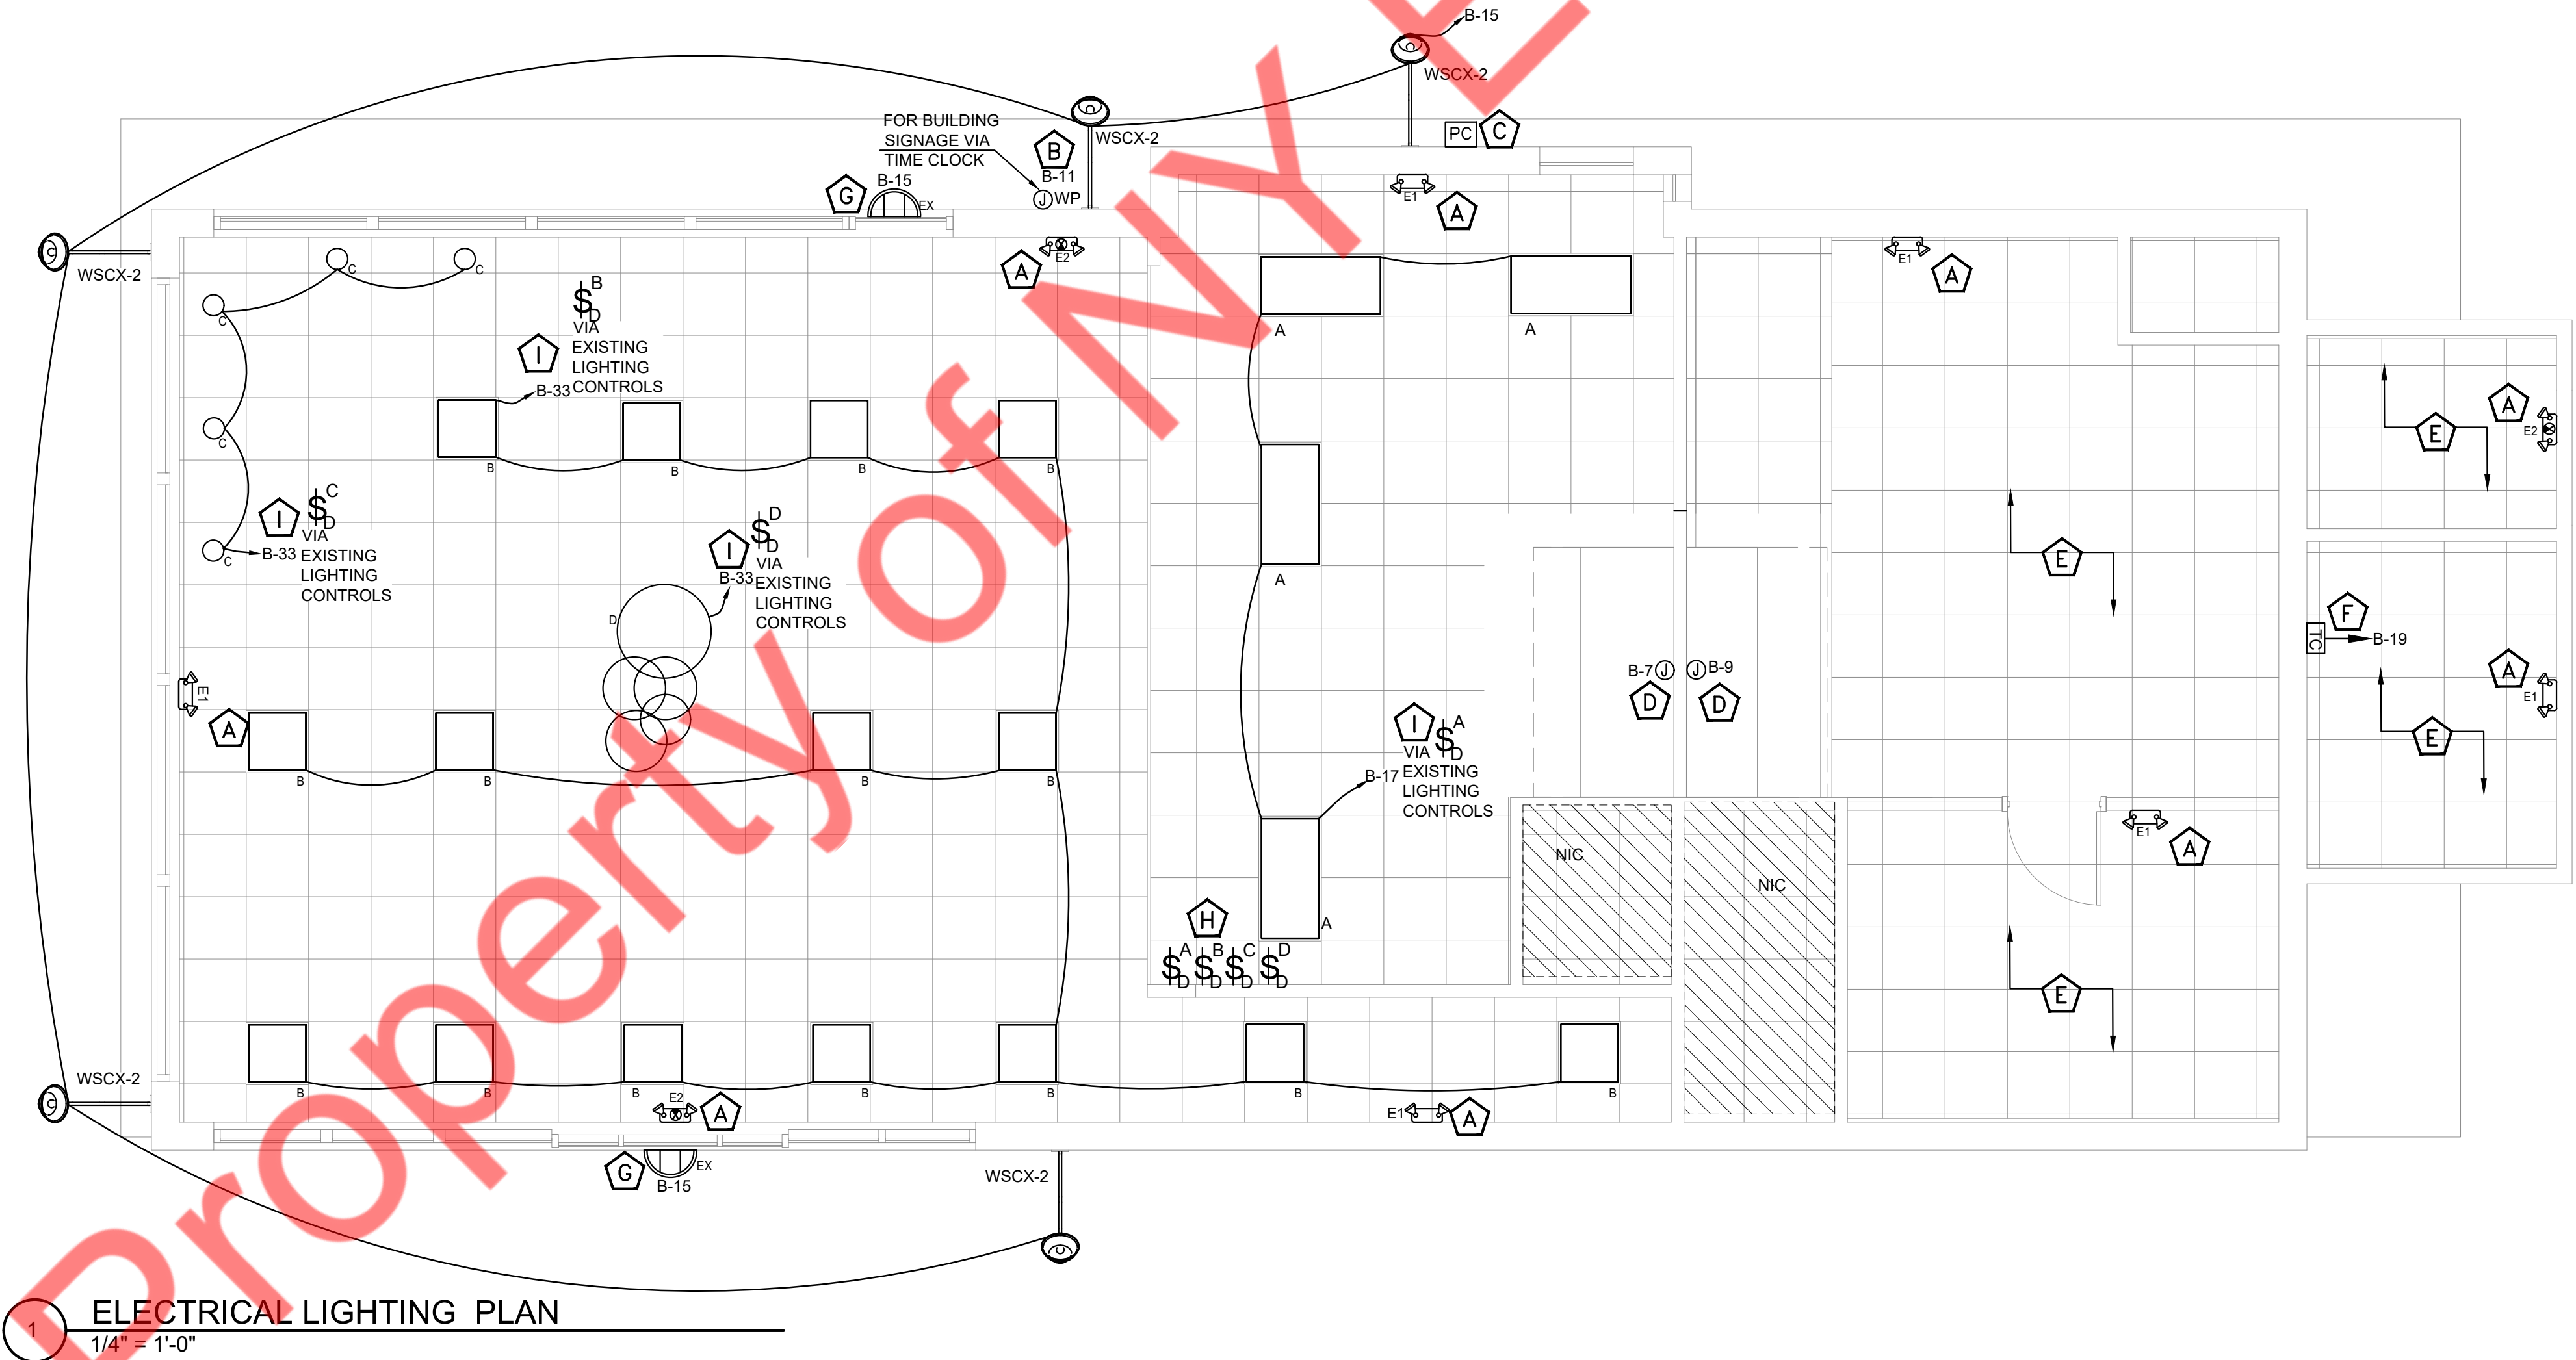 B-15
WSCX-2
PC
C
FOR BUILDING
SIGNAGE VIA
TIME CLOCK
B
B-11
WSCX-2
J WP
G
B-15
EX
E1
A
WSCX-2
C
C
C
C
C
A
E2
E1
A
$ B
D
VIA
EXISTING
LIGHTING
CONTROLS
I
B-33
A
A
B
B
B
B
E
A
E2
I
$ C
D
VIA
EXISTING
LIGHTING
CONTROLS
B-33
I
$ D
D
VIA
EXISTING
LIGHTING
CONTROLS
B-33
D
A
E
F
TC
B-19
B-7 J
J B-9
D
D
A
E1
E
E1
A
B
B
B
B
I
$ A
D
VIA
EXISTING
LIGHTING
CONTROLS
B-17
NIC
NIC
E1
A
H
A
$ A
D
$ B
D
$ C
D
$ D
D
E
WSCX-2
B
B
B
B
B
B
B
E2
A
E1
A
G
EX
B-15
WSCX-2
1
ELECTRICAL LIGHTING PLAN
1/4" = 1'-0"
Property of NY E